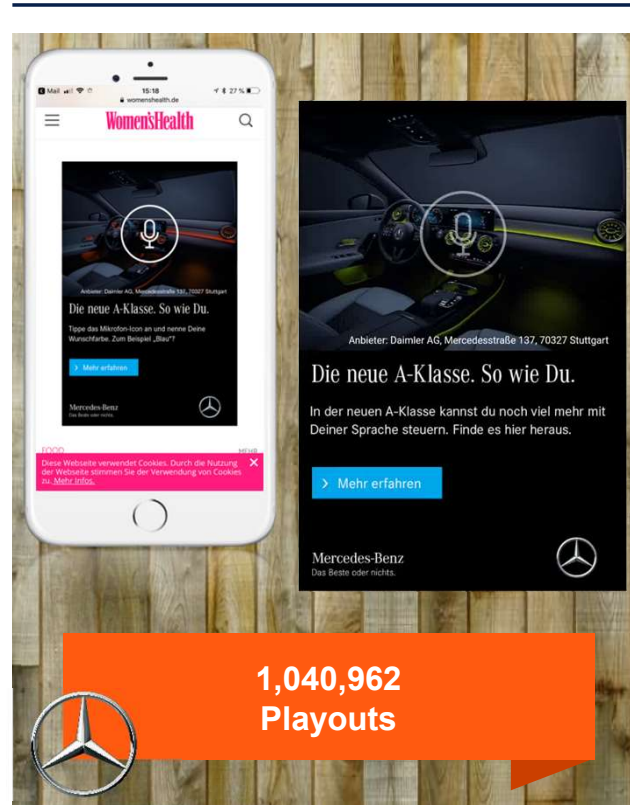 Mail
15:18
27 %
womenshealth.de
Women'sHealth
Anbieter: Daimler AG, Mercedesstraße 137, 70327 Stuttgart
Die neue A-Klasse. So wie Du.
Tippe das Mikrofon-Icon an und nenne Deine
Wunschfarbe. Zum Beispiel „Blau"?
> Mehr erfahren
Mercedes-Benz
Das Beste oder nichts.
FOOD
MEHR
Diese Webseite verwendet Cookies. Durch die Nutzung
der Webseite stimmen Sie der Verwendung von Cookies
zu. Mehr Infos.
Anbieter: Daimler AG, Mercedesstraße 137, 70327 Stuttgart
Die neue A-Klasse. So wie Du.
In der neuen A-Klasse kannst du noch viel mehr mit
Deiner Sprache steuern. Finde es hier heraus.
> Mehr erfahren
Mercedes-Benz
Das Beste oder nichts.
1,040,962
Playouts